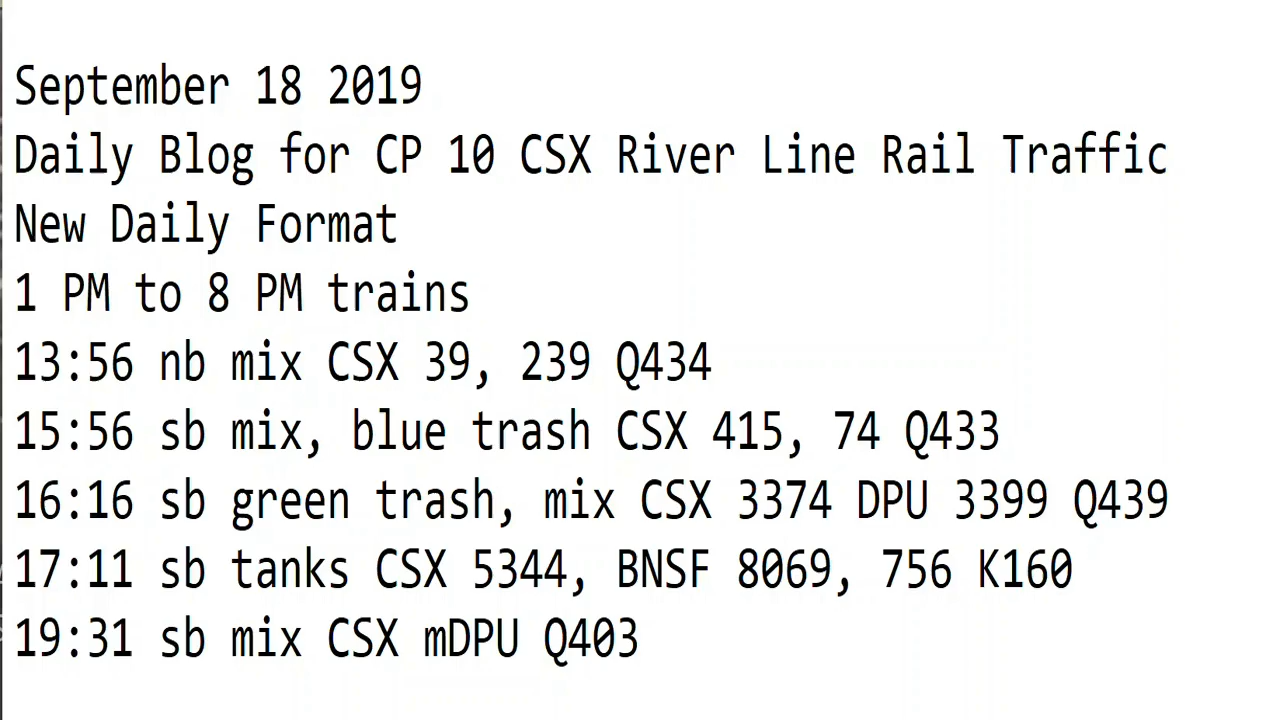 September 18 2019
Daily Blog for CP 10 CSX River Line Rail Traffic
New Daily Format
1 PM to 8 PM trains
13:56 nb mix CSX 39, 239 Q434
15:56 sb mix, blue trash CSX 415, 74 Q433
16:16 sb green trash, mix CSX 3374 DPU 3399 Q439
17:11 sb tanks CSX 5344, BNSF 8069, 756 K160
19:31 sb mix CSX mDPU Q403